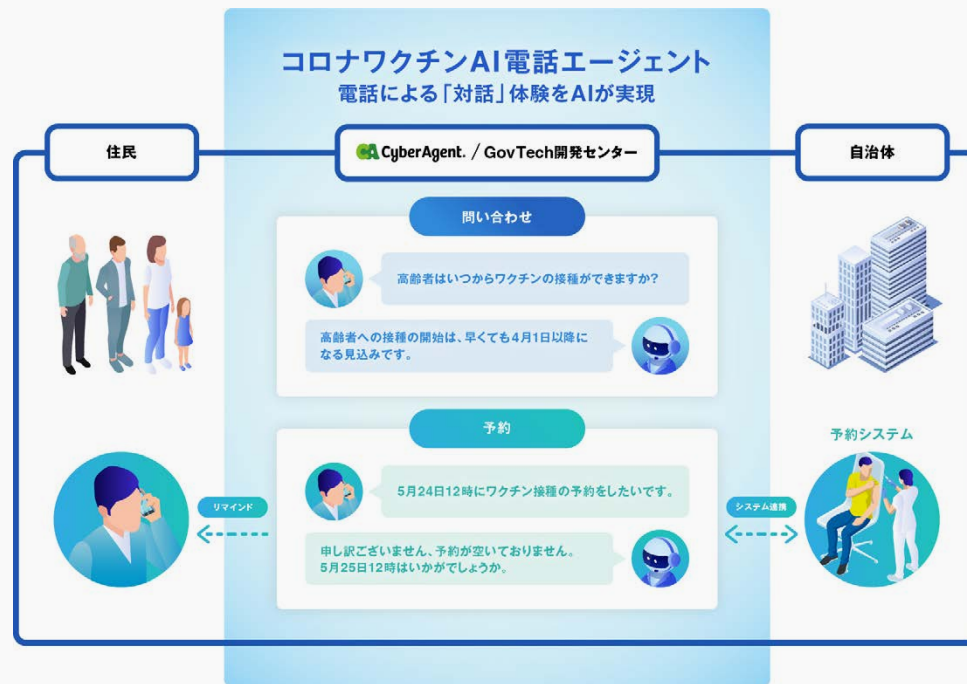 コロナワクチンAI電話エージェント
電話による「対話」体験をAIが実現
住民
CA CyberAgent. / GovTech開発センター
自治体
問い合わせ
高齢者はいつからワクチンの接種ができますか?
高齢者への接種の開始は、早くても4月1日以降に
なる見込みです。
予約
5月24日12時にワクチン接種の予約をしたいです。
申し訳ございません、予約が空いておりません。
5月25日12時はいかがでしょうか。
リマインド
システム連携
予約システム